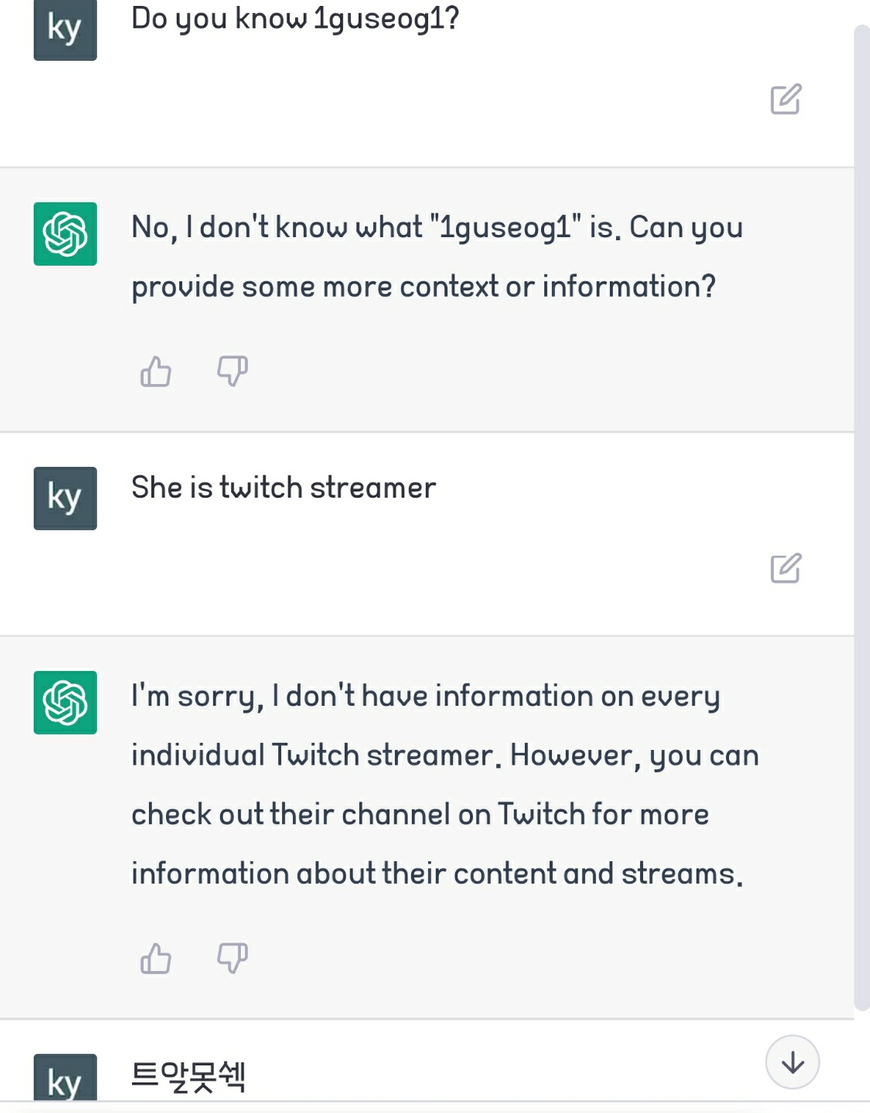 ky
Do you know 1guseog1?
No, I don't know what "1guseog1" is. Can you
provide some more context or information?
ky
She is twitch streamer
I'm sorry, I don't have information on every
individual Twitch streamer. However, you can
check out their channel on Twitch for more
information about their content and streams.
ky
트알못쉑